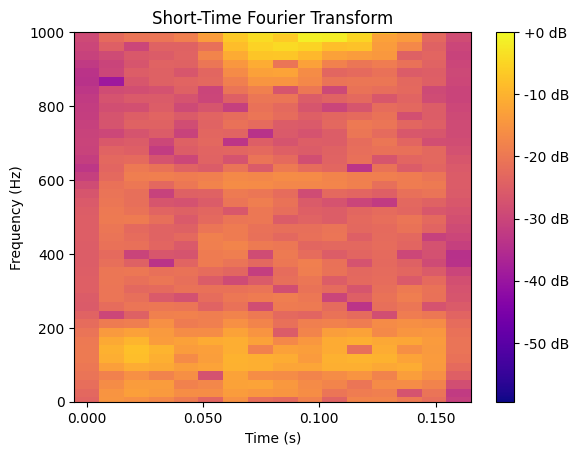 Short-Time Fourier Transform
1000
800
600
400
200
0
Frequency (Hz)
0.000
0.050
0.100
0.150
Time (s)
+0 dB
-10 dB
-20 dB
-30 dB
-40 dB
-50 dB